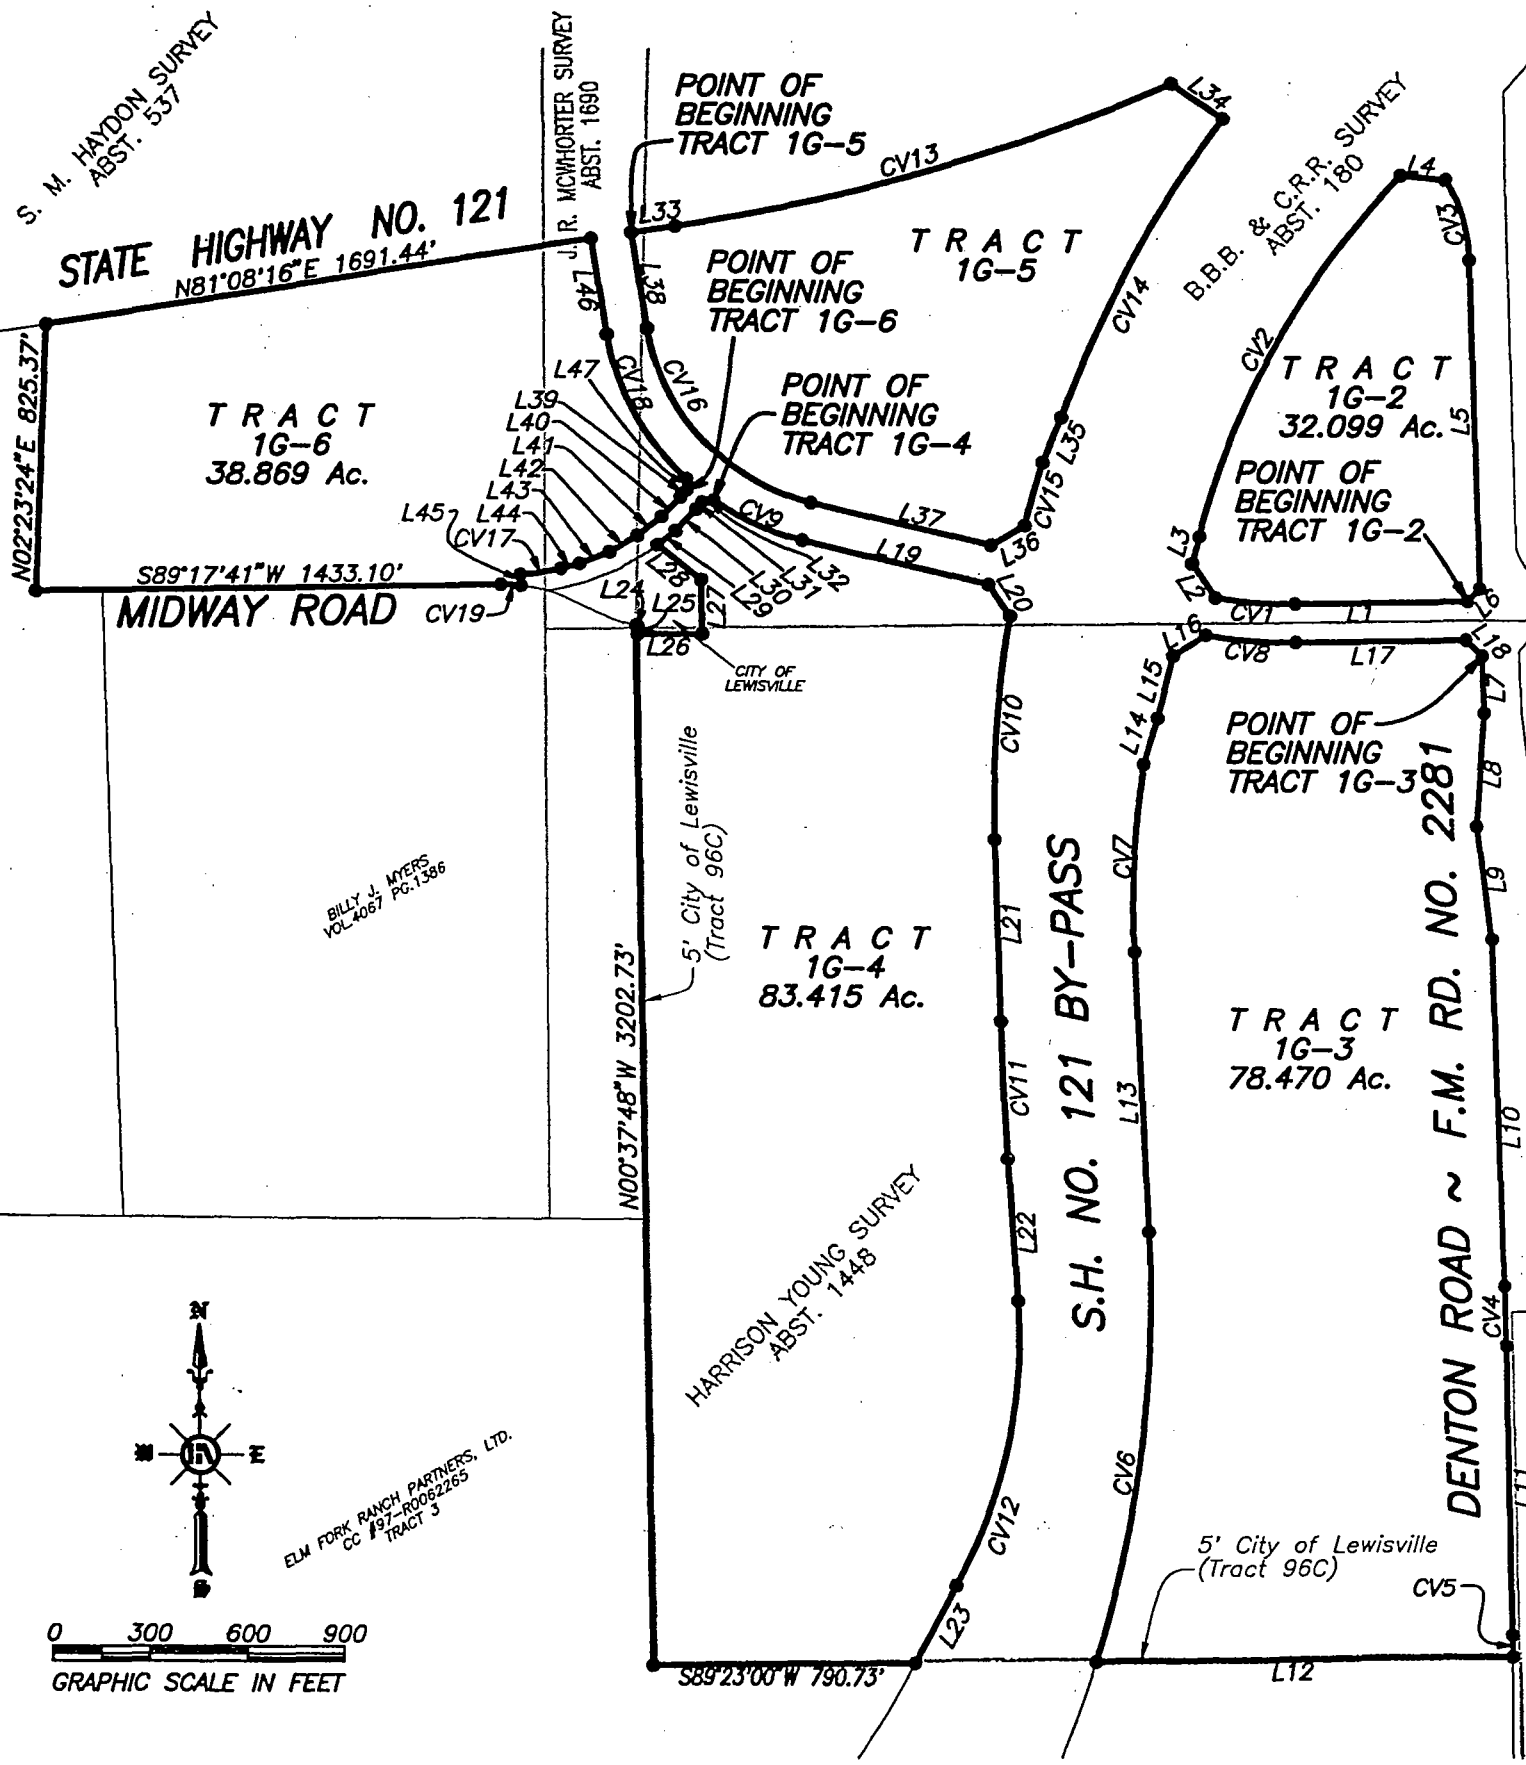 S. M. HAYDON SURVEY
ABST. 537
J. R. MCWHORTER SURVEY
ABST. 1690
POINT OF
BEGINNING
TRACT 1G-5
L34
CV13
B.B.B. & C.R.R. SURVEY
ABST. 180
L4
CV3
STATE HIGHWAY NO. 121
N81°08'16"E 1691.44'
L33
L46
L38
POINT OF
BEGINNING
TRACT 1G-6
T R A C T
1G-5
CV14
CV2
N02°23'24"E 825.37'
T R A C T
1G-6
38.869 Ac.
L47
CV18
CV16
L39
L40
L41
L42
L43
L44
L45
CV17
POINT OF
BEGINNING
TRACT 1G-4
L35
CV15
T R A C T
1G-2
32.099 Ac.
L5
POINT OF
BEGINNING
TRACT 1G-2
CV9
L37
L36
L19
L20
L3
L2
CV1
L1
L6
S89°17'41"W 1433.10'
MIDWAY ROAD
CV19
L24
L25
L26
L27
L28
L29
L30
L31
L32
CITY OF
LEWISVILLE
L16
CV8
L17
L18
L15
L14
L7
POINT OF
BEGINNING
TRACT 1G-3
L8
L9
CV10
CV7
5' City of Lewisville
(Tract 96C)
BILLY J. MYERS
VOL.4067 PG.1386
T R A C T
1G-4
83.415 Ac.
L21
N00°37'48"W 3202.73'
CV11
L22
S.H. NO. 121 BY-PASS
L13
T R A C T
1G-3
78.470 Ac.
DENTON ROAD ~ F.M. RD. NO. 2281
L10
CV4
L11
HARRISON YOUNG SURVEY
ABST. 1448
CV12
CV6
L23
5' City of Lewisville
(Tract 96C)
CV5
L12
S89°23'00"W 790.73'
N
E
S
ELM FORK RANCH PARTNERS, LTD.
CC #97-R0062265
TRACT 3
0 300 600 900
GRAPHIC SCALE IN FEET